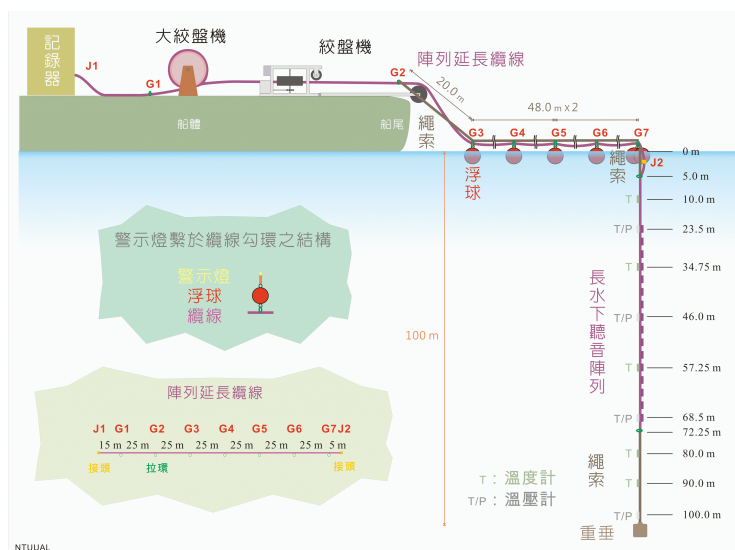 記錄器
J1
G1
大絞盤機
絞盤機
G2
陣列延長纜線
20.0 m
48.0 m x 2
船體
船尾
繩索
G3
G4
G5
G6
G7
浮球
繩索
J2
0 m
5.0 m
T
10.0 m
T/P
23.5 m
T
34.75 m
T/P
46.0 m
T
57.25 m
T/P
68.5 m
72.25 m
T
80.0 m
T
90.0 m
T/P
100.0 m
長水下聽音陣列
繩索
重垂
100 m
警示燈繫於纜線勾環之結構
警示燈
浮球
纜線
陣列延長纜線
J1 G1 G2 G3 G4 G5 G6 G7 J2
15 m 25 m 25 m 25 m 25 m 25 m 25 m 5 m
接頭 拉環 接頭
T : 溫度計
T/P : 溫壓計
NTUUAL